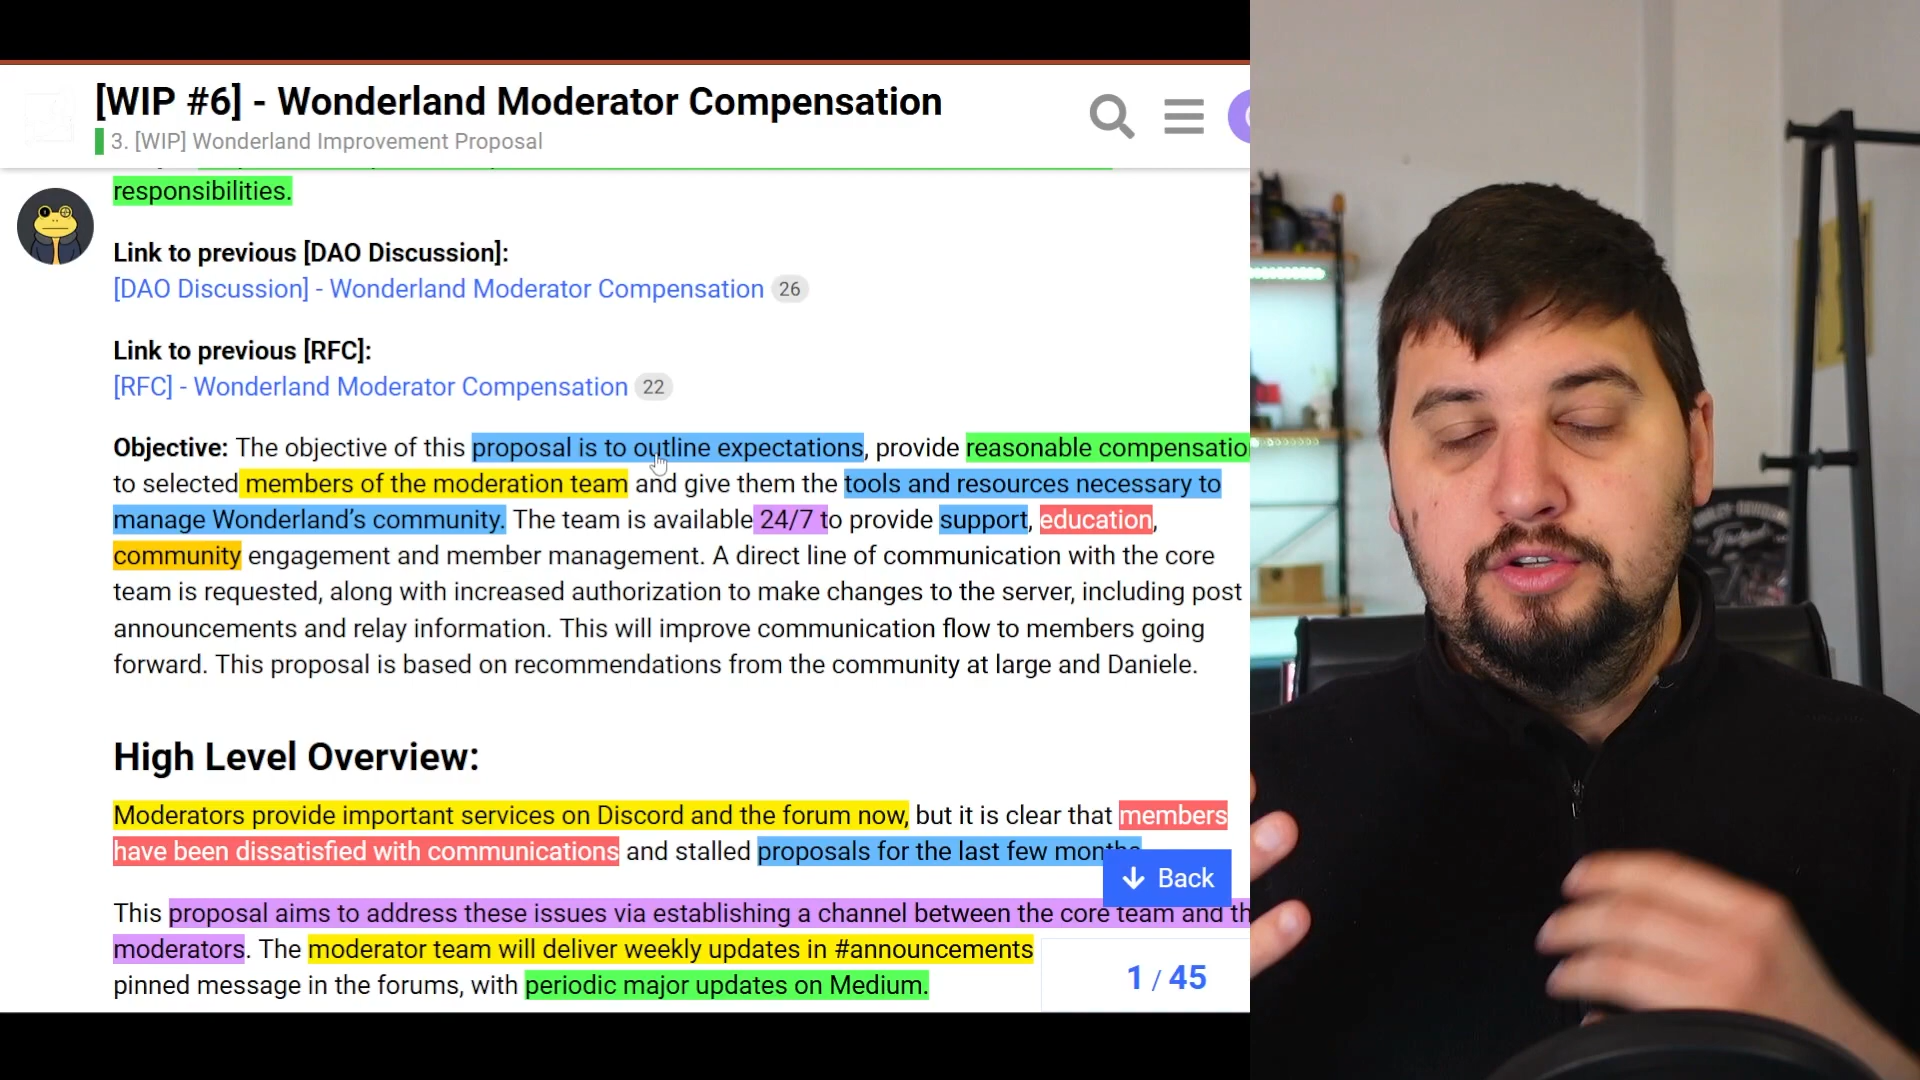 [WIP #6] - Wonderland Moderator Compensation
3. [WIP] Wonderland Improvement Proposal
responsibilities.
Link to previous [DAO Discussion]:
[DAO Discussion] - Wonderland Moderator Compensation 26
Link to previous [RFC]:
[RFC] - Wonderland Moderator Compensation 22
Objective: The objective of this proposal is to outline expectations, provide reasonable compensatio
to selected members of the moderation team and give them the tools and resources necessary to
manage Wonderland's community. The team is available 24/7 to provide support, education,
community engagement and member management. A direct line of communication with the core
team is requested, along with increased authorization to make changes to the server, including post
announcements and relay information. This will improve communication flow to members going
forward. This proposal is based on recommendations from the community at large and Daniele.
High Level Overview:
Moderators provide important services on Discord and the forum now, but it is clear that members
have been dissatisfied with communications and stalled proposals for the last few months
Back
This proposal aims to address these issues via establishing a channel between the core team and th
moderators. The moderator team will deliver weekly updates in #announcements
pinned message in the forums, with periodic major updates on Medium.
1 / 45